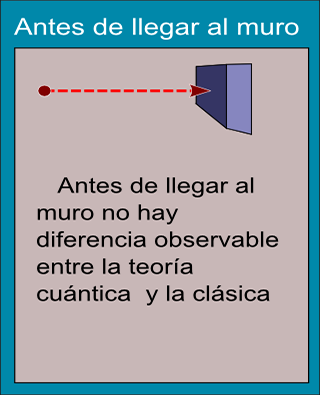 Antes de llegar al muro
Antes de llegar al
muro no hay
diferencia observable
entre la teoría
cuántica y la clásica